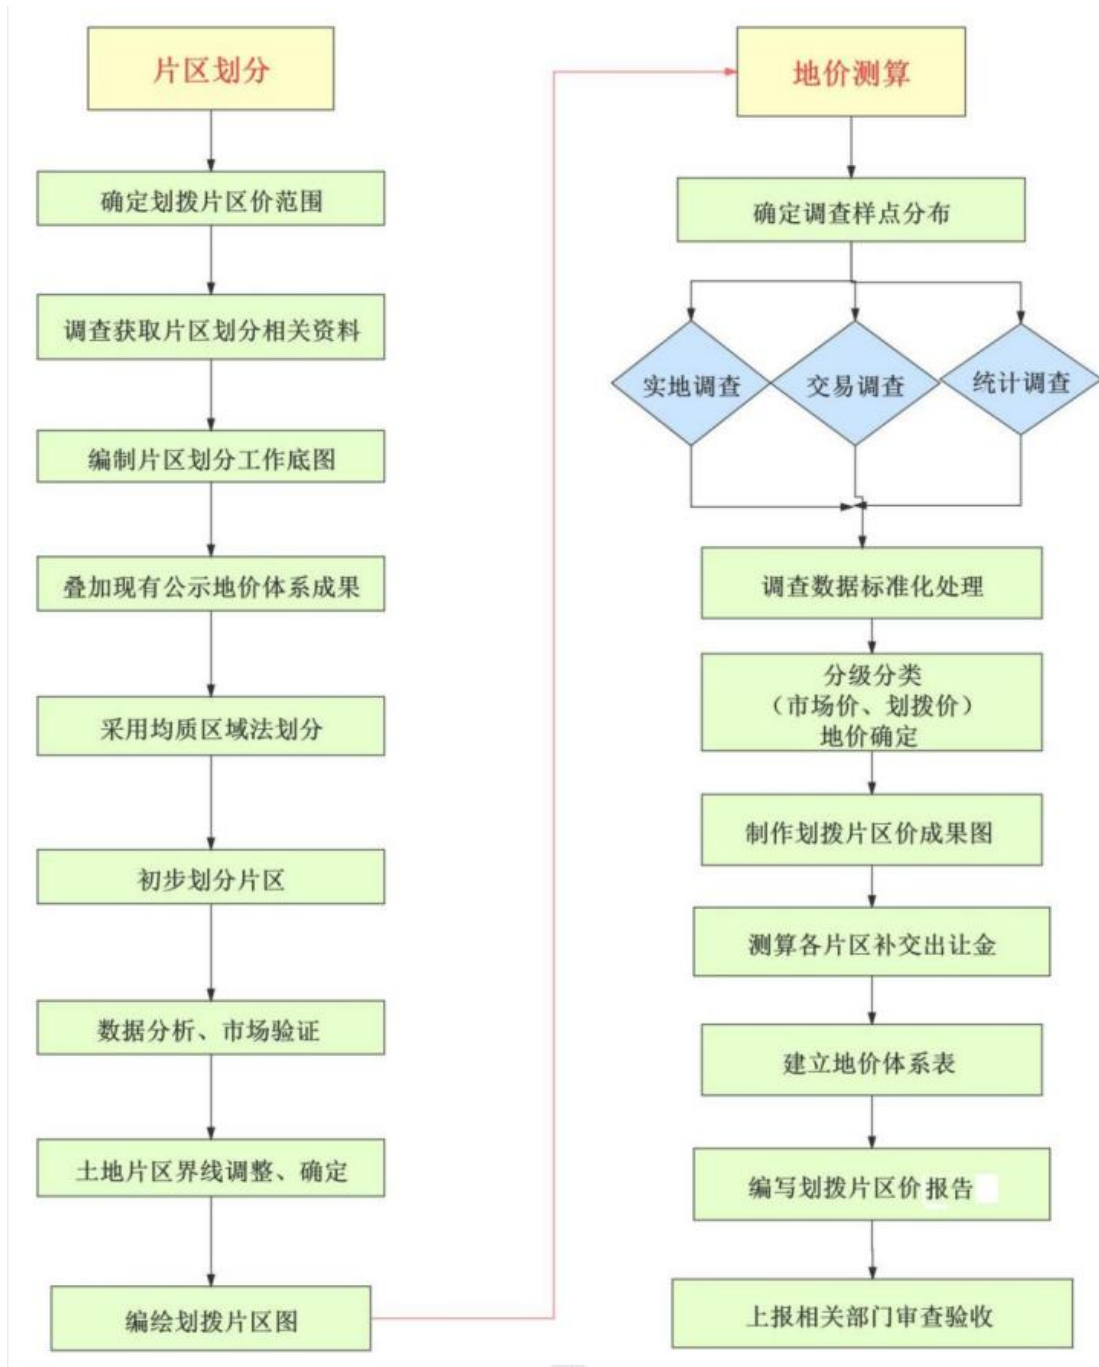 片区划分
确定划拨片区价范围
调查获取片区划分相关资料
编制片区划分工作底图
叠加现有公示地价体系成果
采用均质区域法划分
初步划分片区
数据分析、市场验证
土地片区界线调整、确定
编绘划拨片区图
地价测算
确定调查样点分布
实地调查
交易调查
统计调查
调查数据标准化处理
分级分类
（市场价、划拨价）
地价确定
制作划拨片区价成果图
测算各片区补交出让金
建立地价体系表
编写划拨片区价报告
上报相关部门审查验收